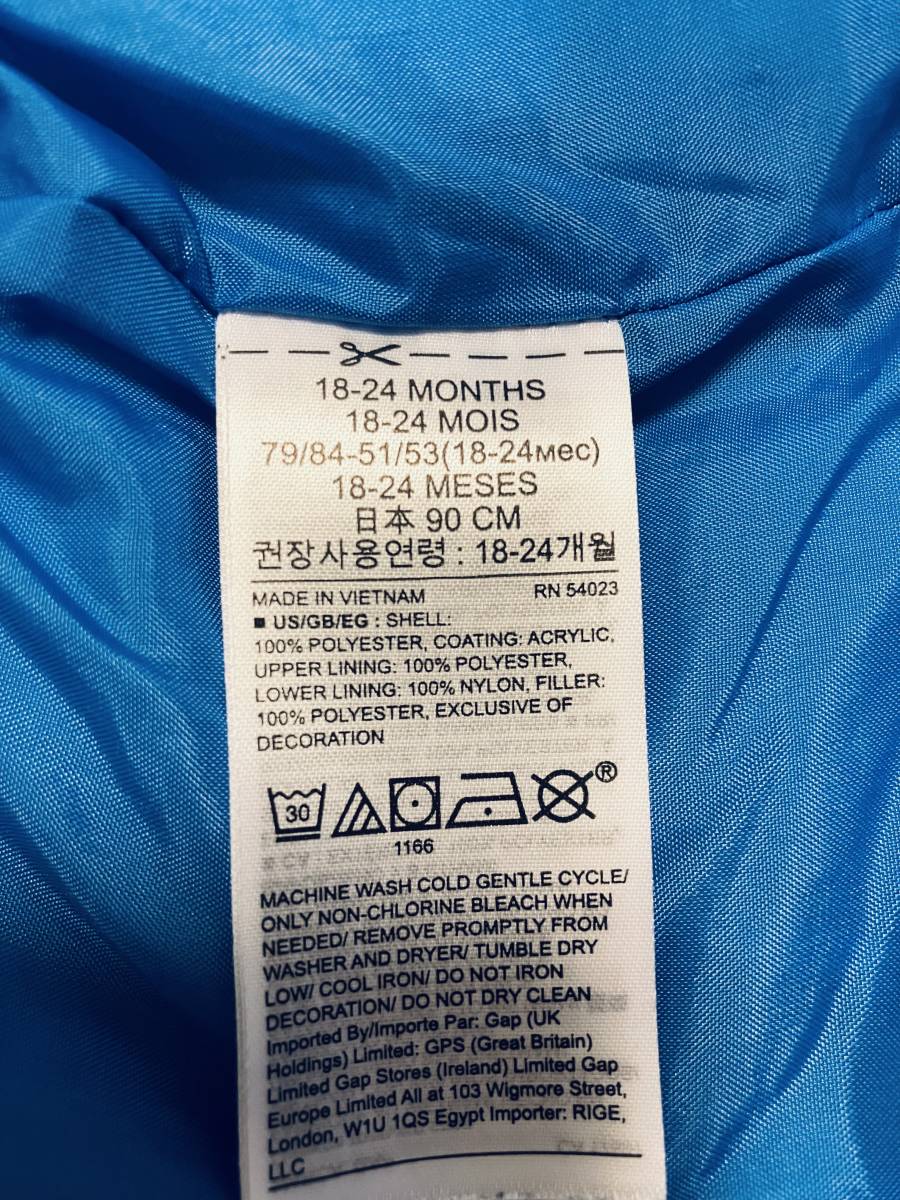 18-24 MONTHS
18-24 MOIS
79/84-51/53(18-24мес)
18-24 MESES
日本 90 CM
권장사용연령 : 18-24개월
MADE IN VIETNAM RN 54023
■ US/GB/EG : SHELL:
100% POLYESTER, COATING: ACRYLIC,
UPPER LINING: 100% POLYESTER,
LOWER LINING: 100% NYLON, FILLER:
100% POLYESTER, EXCLUSIVE OF
DECORATION
30 ®
1166
MACHINE WASH COLD GENTLE CYCLE/
ONLY NON-CHLORINE BLEACH WHEN
NEEDED/ REMOVE PROMPTLY FROM
WASHER AND DRYER/ TUMBLE DRY
LOW/ COOL IRON/ DO NOT IRON
DECORATION/ DO NOT DRY CLEAN
Imported By/Importe Par: Gap (UK
Holdings) Limited: GPS (Great Britain)
Limited Gap Stores (Ireland) Limited Gap
Europe Limited All at 103 Wigmore Street,
London, W1U 1QS Egypt Importer: RIGE,
LLC